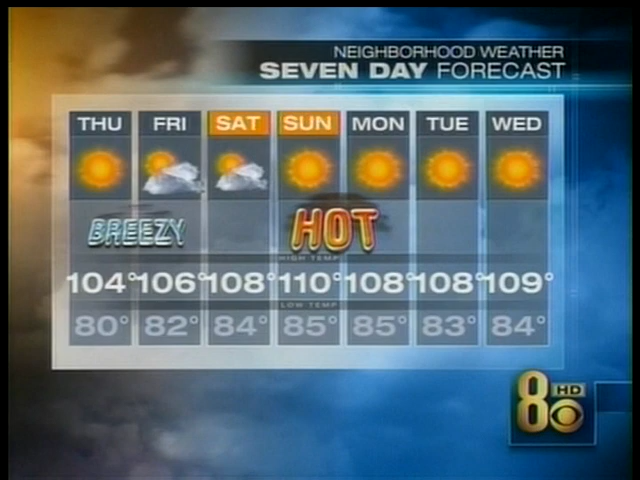 NEIGHBORHOOD WEATHER
SEVEN DAY FORECAST
THU FRI SAT SUN MON TUE WED
BREEZY HOT
HIGH TEMP
104° 106° 108° 110° 108° 108° 109°
LOW TEMP
80° 82° 84° 85° 85° 83° 84°
8 HD